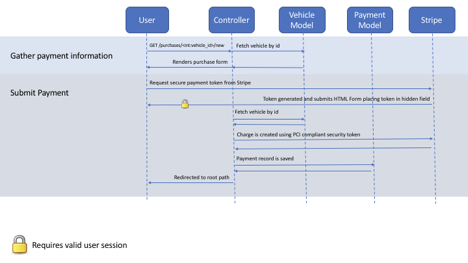 User
Controller
Vehicle
Model
Payment
Model
Stripe
Gather payment information
GET /purchases/<int:vehicle_id>/new
Fetch vehicle by id
Renders purchase form
Submit Payment
Request secure payment token from Stripe
Token generated and submits HTML Form placing token in hidden field
Fetch vehicle by id
Charge is created using PCI compliant security token
Payment record is saved
Redirected to root path
Requires valid user session